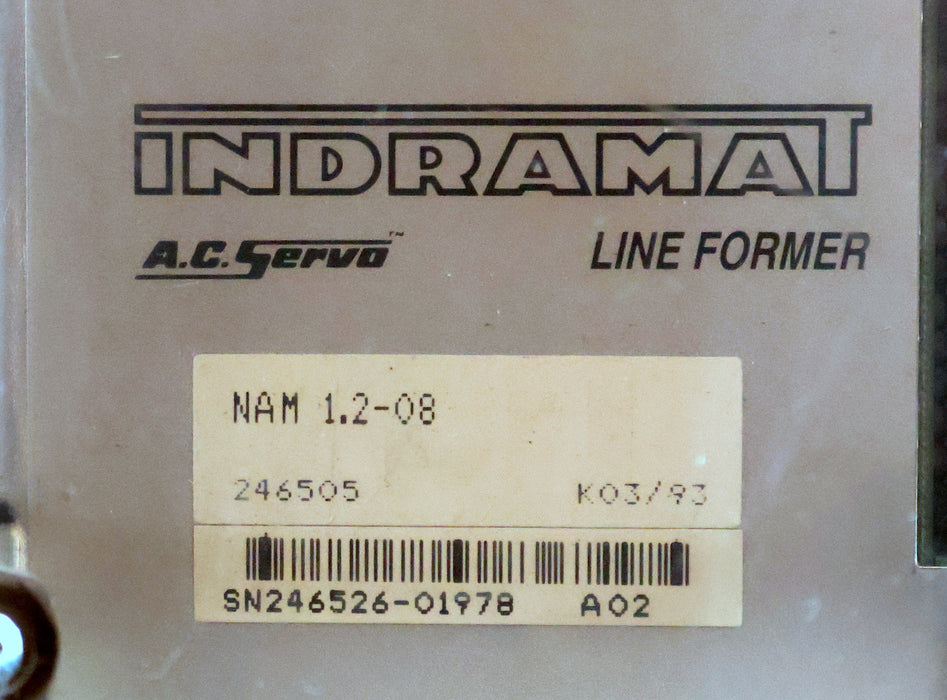 INDRAMAT
A.C. Servo™ LINE FORMER
NAM 1.2-08
246505 K03/93
SN246526-01978 A02